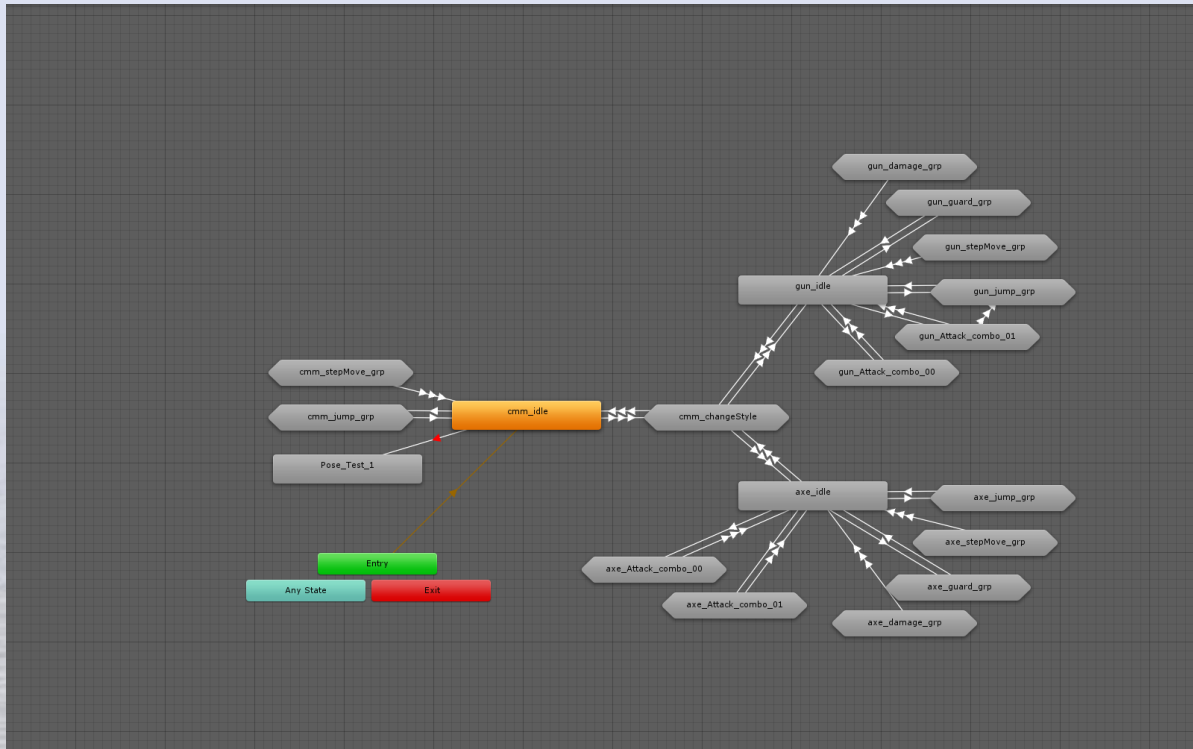 gun_damage_grp
gun_guard_grp
gun_stepMove_grp
gun_idle
gun_jump_grp
gun_Attack_combo_01
cmm_stepMove_grp
gun_Attack_combo_00
cmm_idle
cmm_jump_grp
cmm_changeStyle
Pose_Test_1
axe_idle
axe_jump_grp
axe_stepMove_grp
Entry
axe_Attack_combo_00
axe_guard_grp
Any State
Exit
axe_Attack_combo_01
axe_damage_grp